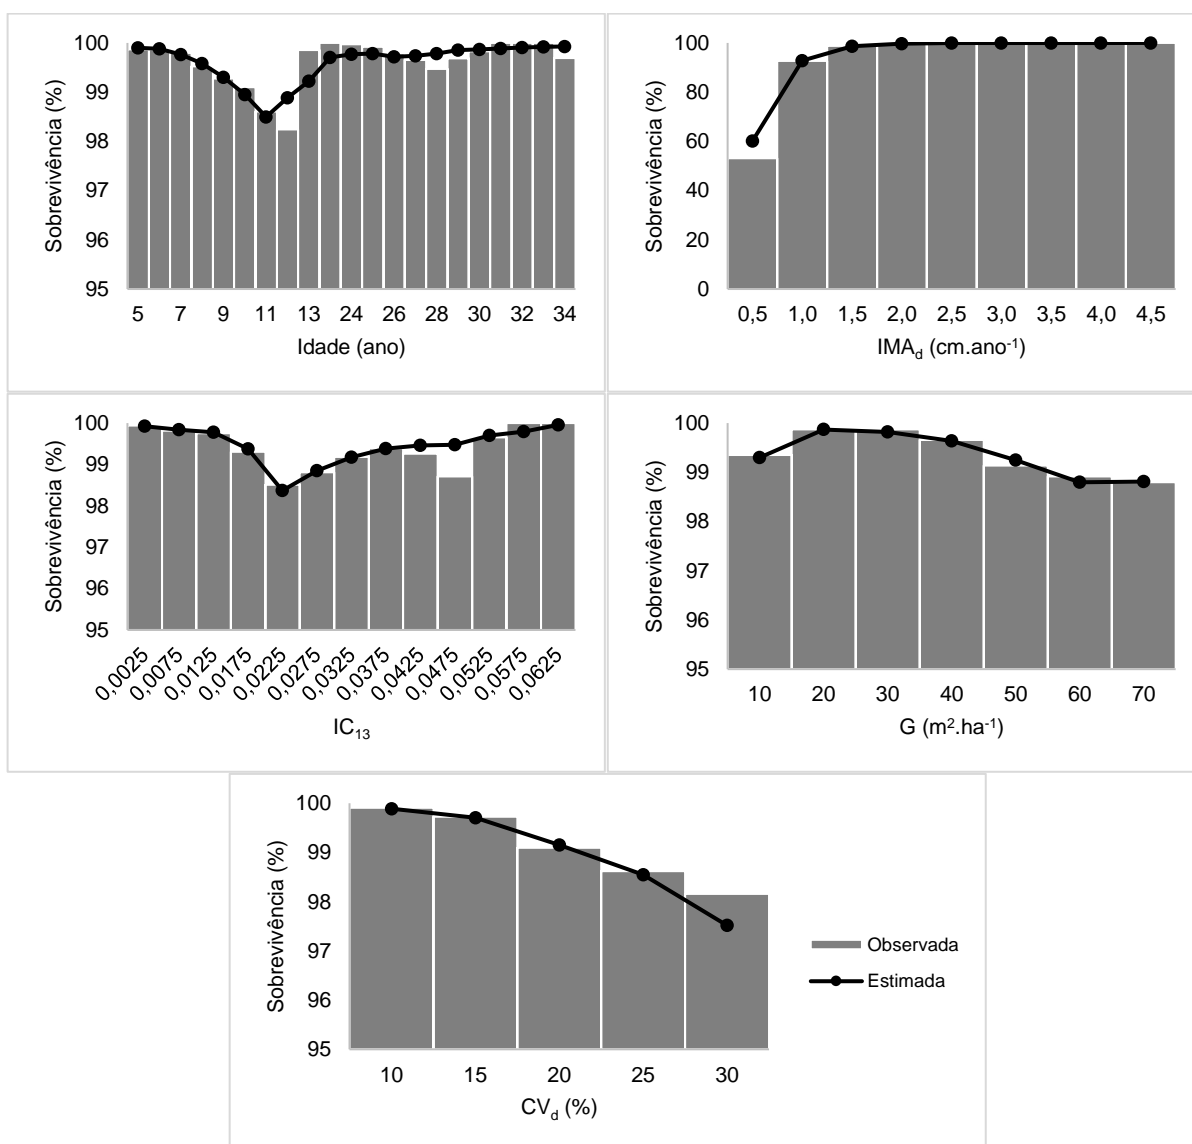 Sobrevivência (%)
100
99
98
97
96
95
5 7 9 11 13 24 26 28 30 32 34
Idade (ano)
Sobrevivência (%)
100
80
60
40
20
0
0,5 1,0 1,5 2,0 2,5 3,0 3,5 4,0 4,5
IMAd (cm.ano-1)
Sobrevivência (%)
100
99
98
97
96
95
0,0025 0,0075 0,0125 0,0175 0,0225 0,0275 0,0325 0,0375 0,0425 0,0475 0,0525 0,0575 0,0625
IC13
Sobrevivência (%)
100
99
98
97
96
95
10 20 30 40 50 60 70
G (m².ha-1)
Sobrevivência (%)
100
99
98
97
96
95
10 15 20 25 30
CVd (%)
Observada
Estimada